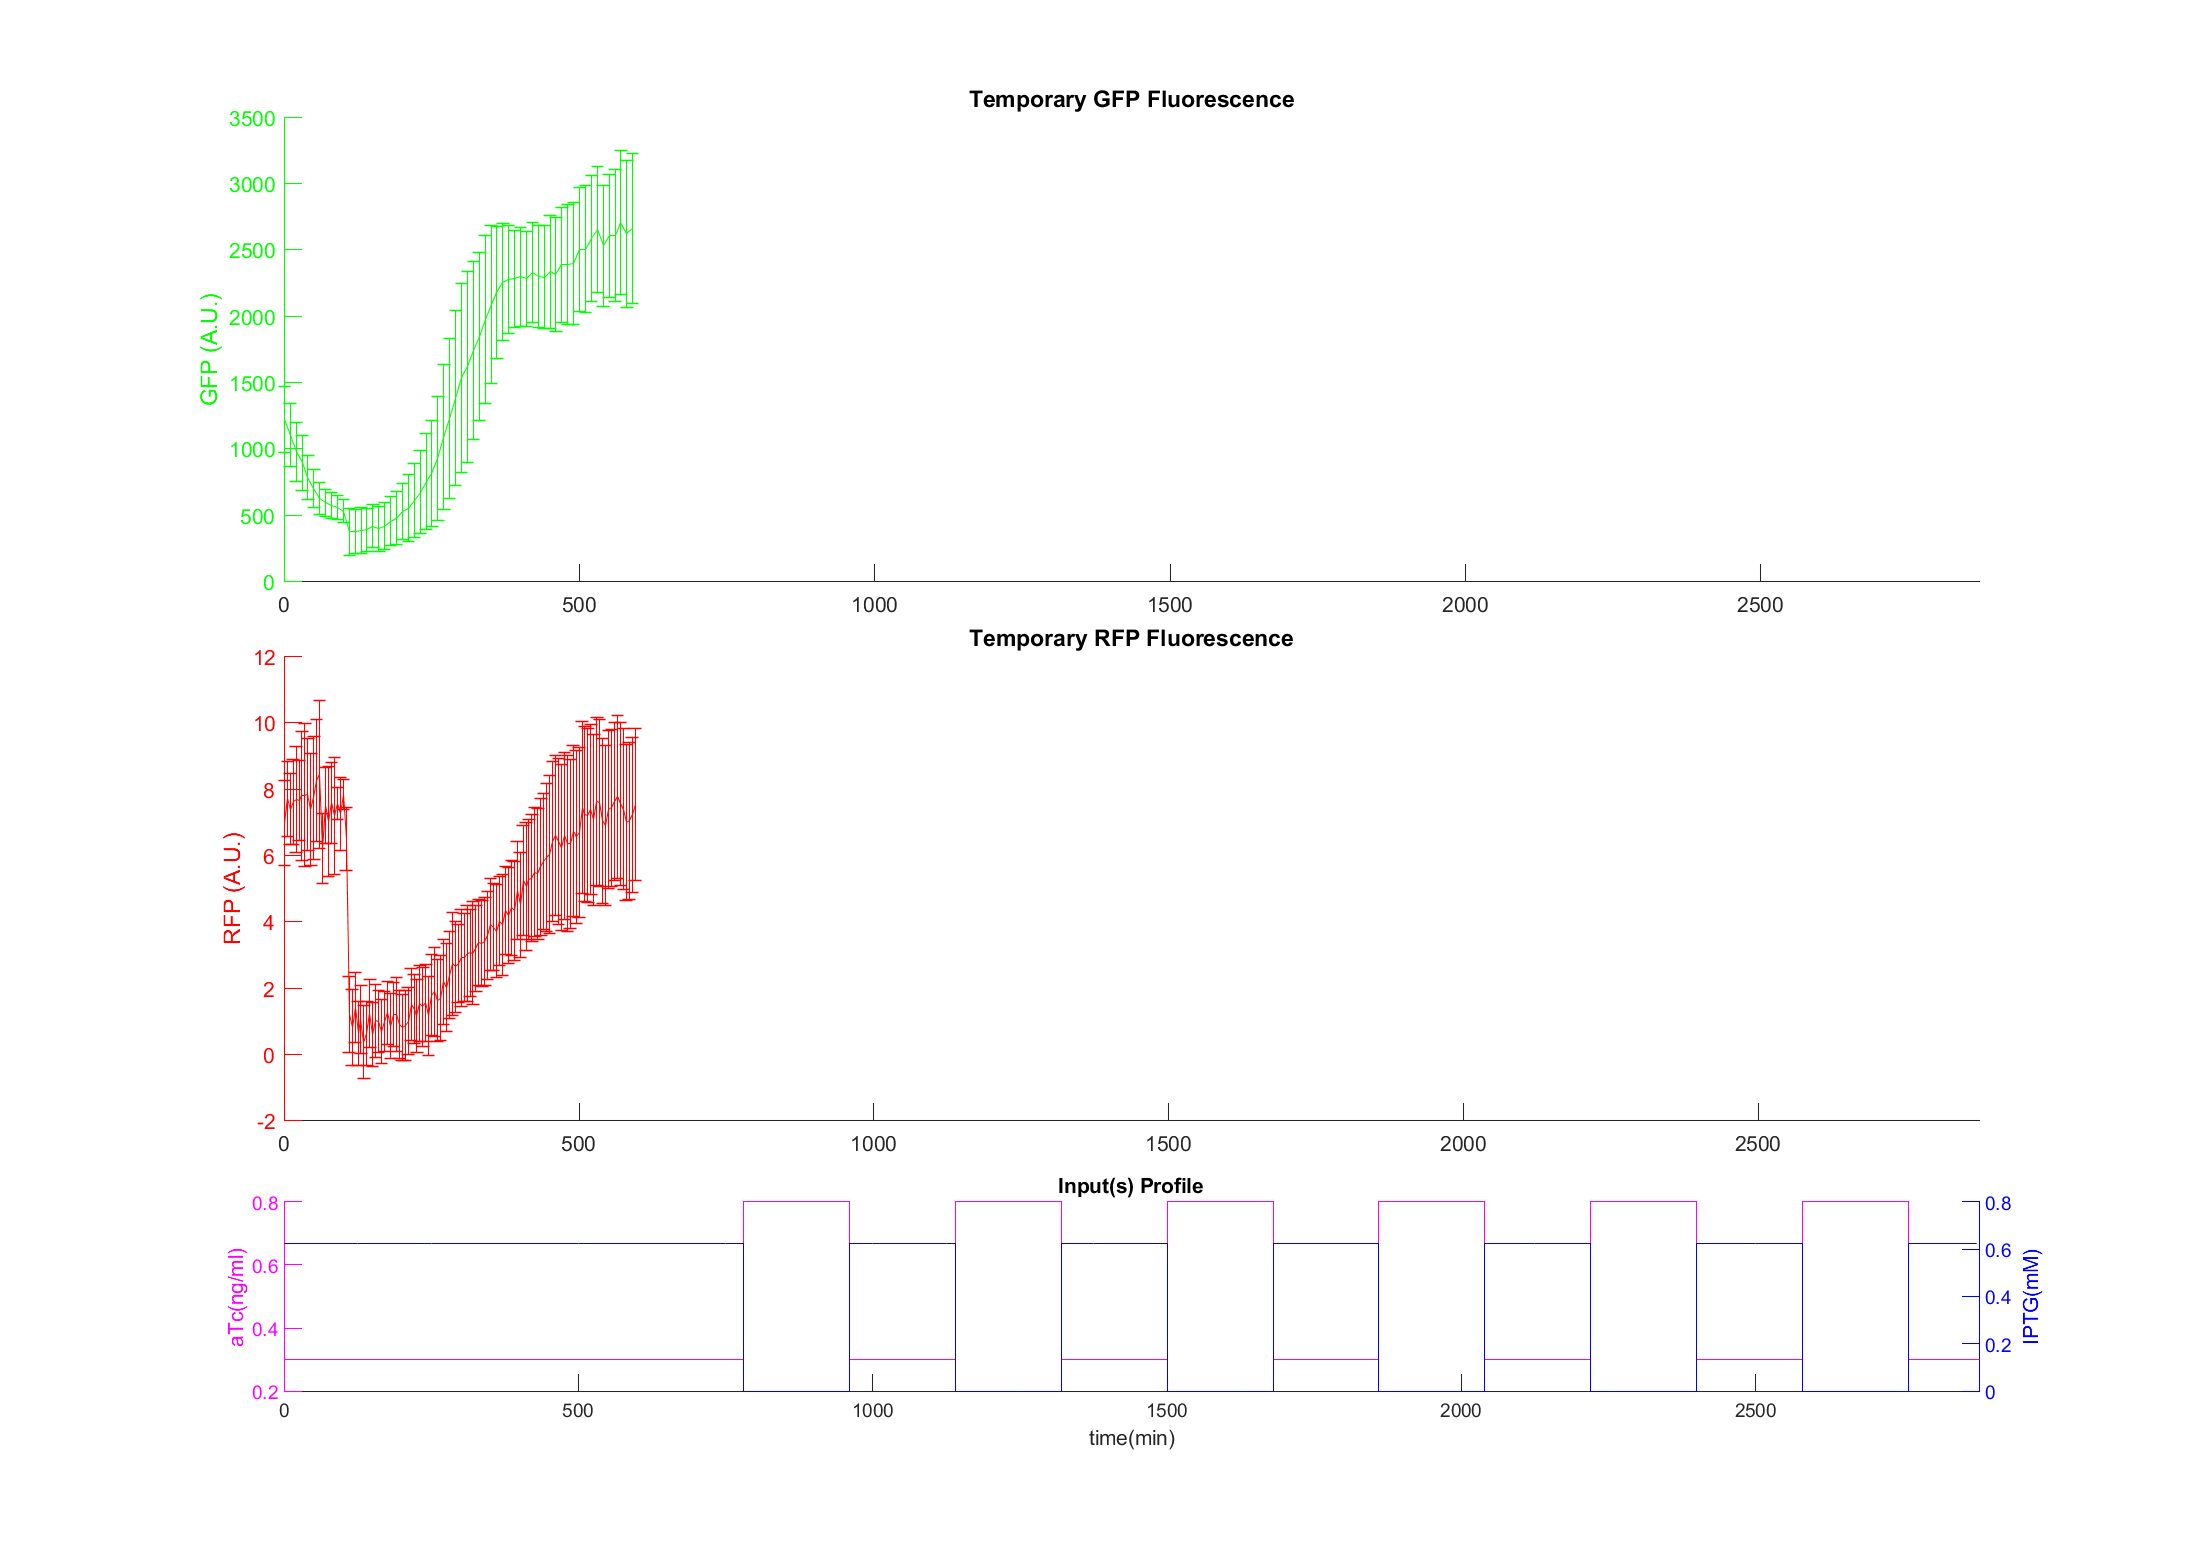 Temporary GFP Fluorescence
3500
3000
2500
2000
1500
1000
500
0
GFP (A.U.)
0 500 1000 1500 2000 2500
Temporary RFP Fluorescence
12
10
8
6
4
2
0
-2
RFP (A.U.)
0 500 1000 1500 2000 2500
Input(s) Profile
0.8
0.6
0.4
0.2
aTc(ng/ml)
0.8
0.6
0.4
0.2
0
IPTG(mM)
0 500 1000 1500 2000 2500
time(min)